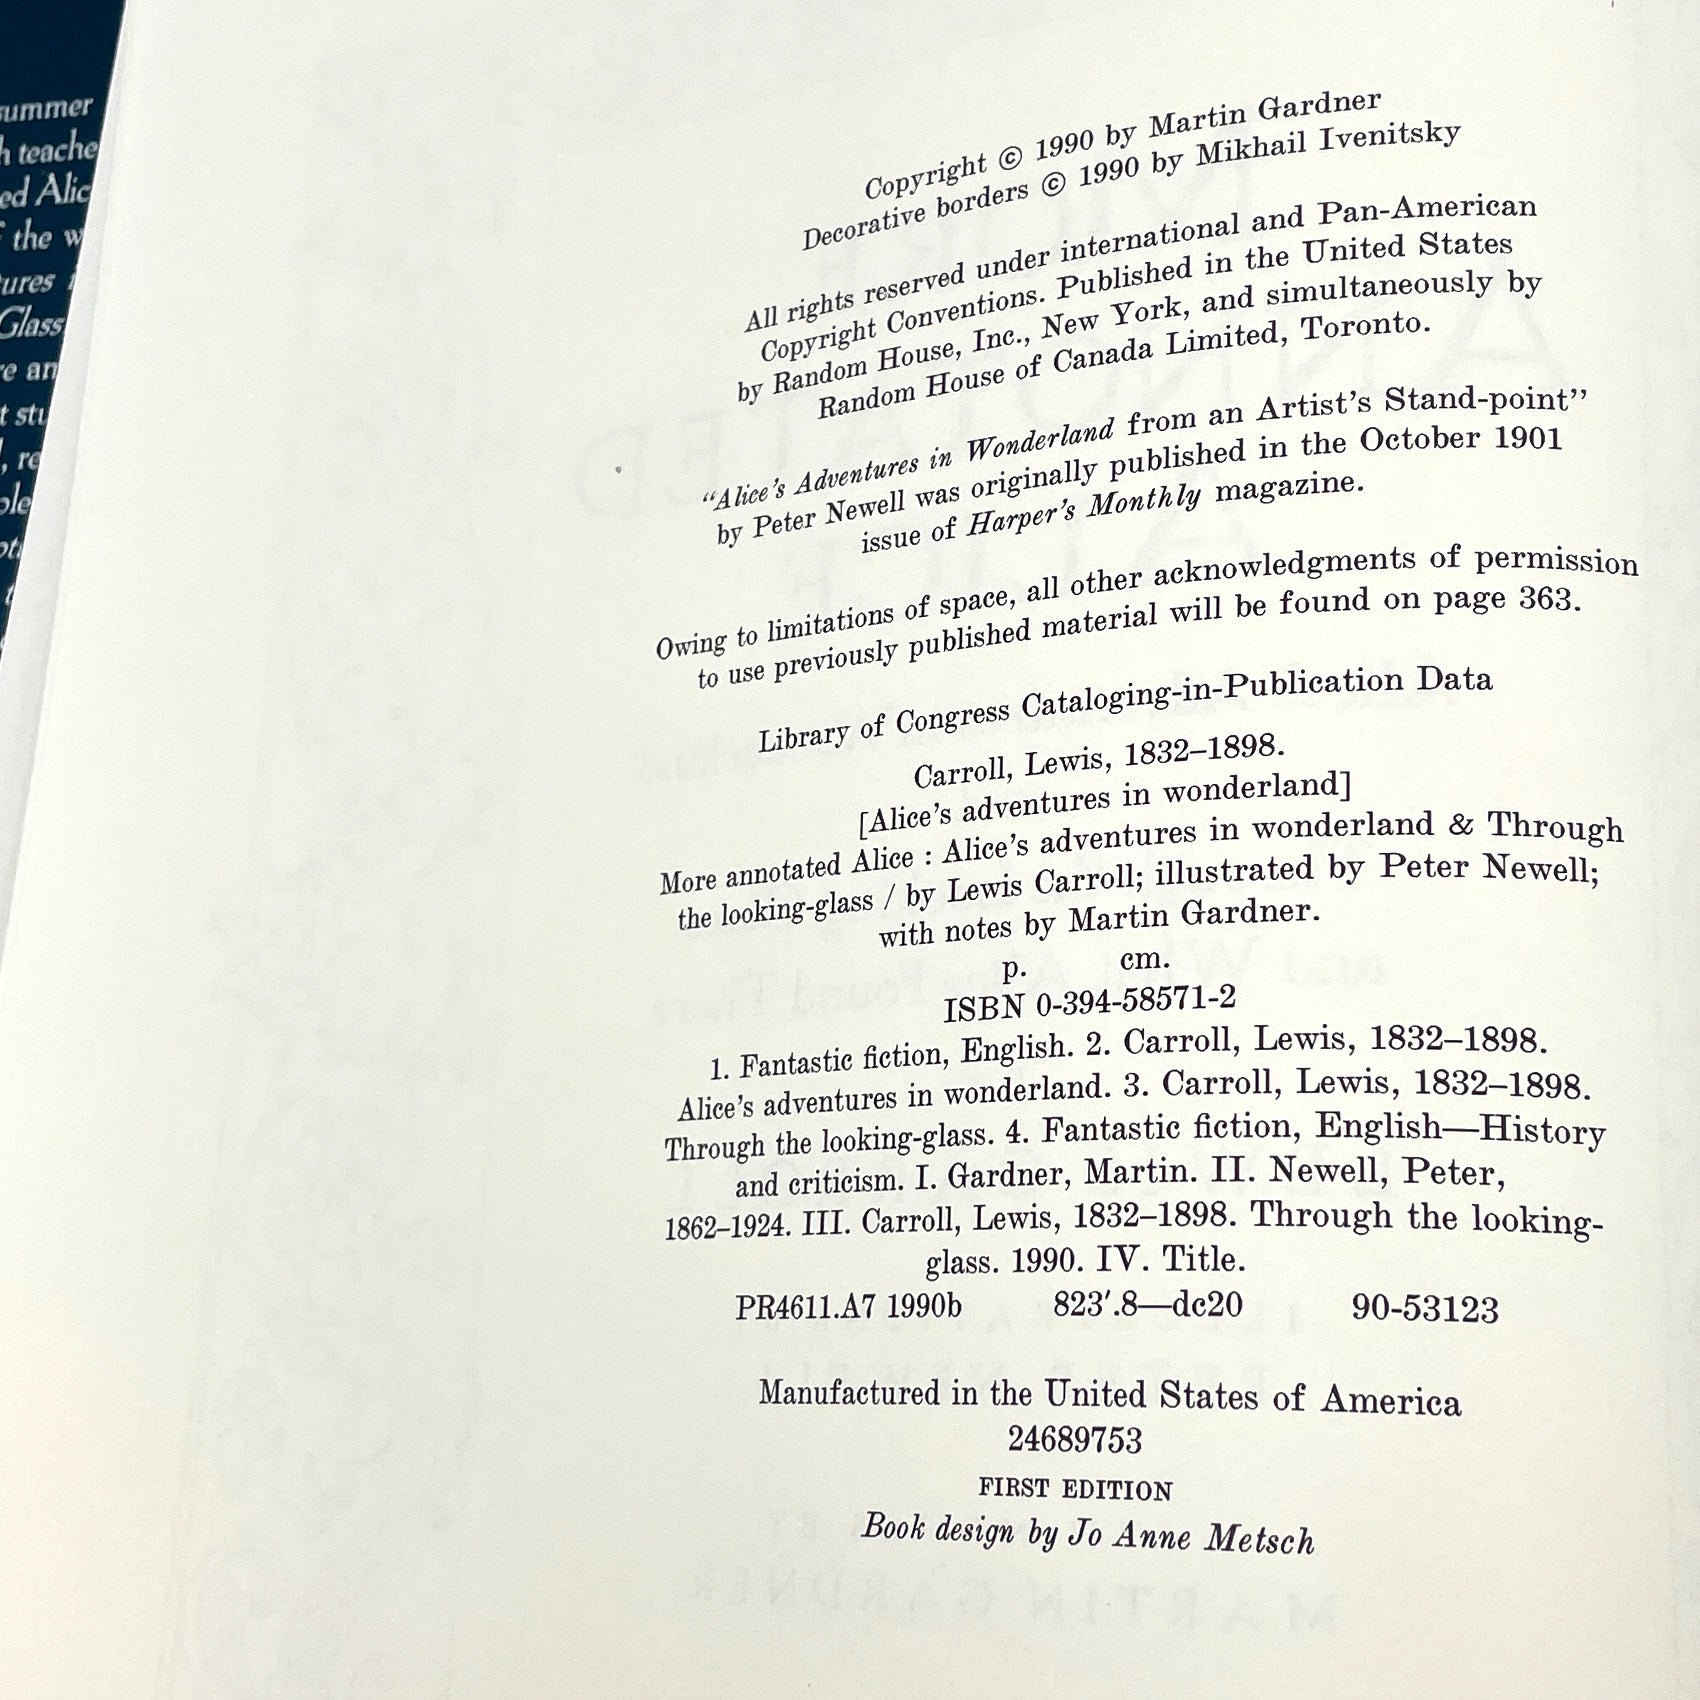 summer
teache
ed Alic
the w
tures
Glass
re an
t stu
Copyright © 1990 by Martin Gardner
Decorative borders © 1990 by Mikhail Ivenitsky
All rights reserved under international and Pan-American
Copyright Conventions. Published in the United States
by Random House, Inc., New York, and simultaneously by
Random House of Canada Limited, Toronto.
“Alice’s Adventures in Wonderland from an Artist’s Stand-point”
by Peter Newell was originally published in the October 1901
issue of Harper’s Monthly magazine.
Owing to limitations of space, all other acknowledgments of permission
to use previously published material will be found on page 363.
Library of Congress Cataloging-in-Publication Data
Carroll, Lewis, 1832–1898.
[Alice’s adventures in wonderland]
More annotated Alice : Alice’s adventures in wonderland & Through
the looking-glass / by Lewis Carroll; illustrated by Peter Newell;
with notes by Martin Gardner.
p. cm.
ISBN 0-394-58571-2
1. Fantastic fiction, English. 2. Carroll, Lewis, 1832–1898.
Alice’s adventures in wonderland. 3. Carroll, Lewis, 1832–1898.
Through the looking-glass. 4. Fantastic fiction, English—History
and criticism. I. Gardner, Martin. II. Newell, Peter,
1862–1924. III. Carroll, Lewis, 1832–1898. Through the looking-
glass. 1990. IV. Title.
PR4611.A7 1990b 823′.8—dc20 90-53123
Manufactured in the United States of America
24689753
FIRST EDITION
Book design by Jo Anne Metsch